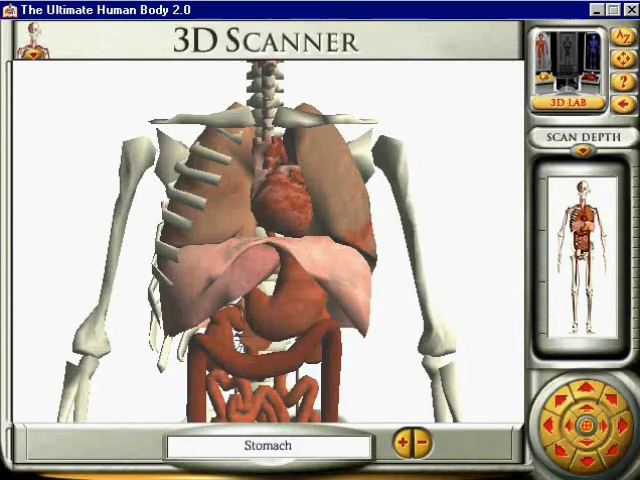 The Ultimate Human Body 2.0
3D SCANNER
A-Z
?
3D LAB
SCAN DEPTH
Stomach
+ −